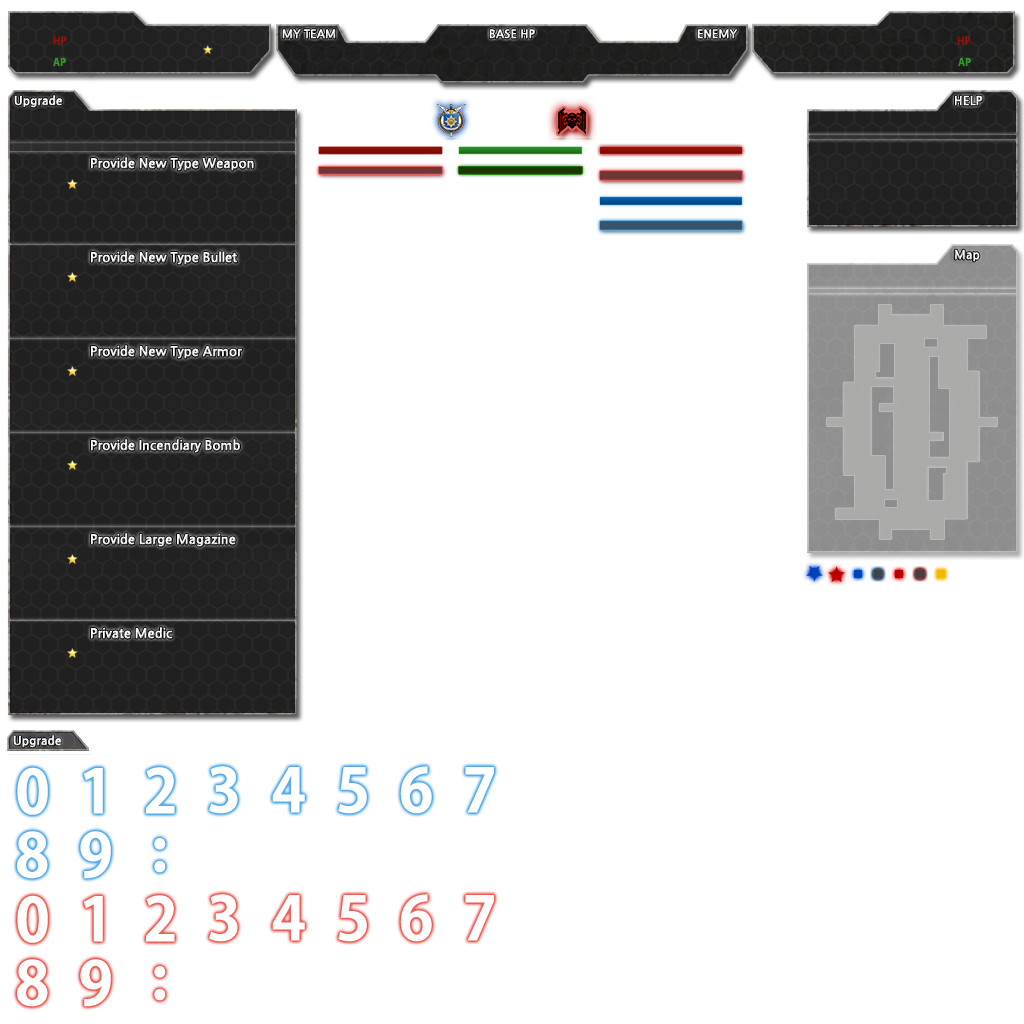 MY TEAM BASE HP ENEMY
HP HP
AP AP
Upgrade HELP
Provide New Type Weapon
Provide New Type Bullet
Map
Provide New Type Armor
Provide Incendiary Bomb
Provide Large Magazine
Private Medic
Upgrade
0 1 2 3 4 5 6 7
8 9 :
0 1 2 3 4 5 6 7
8 9 :